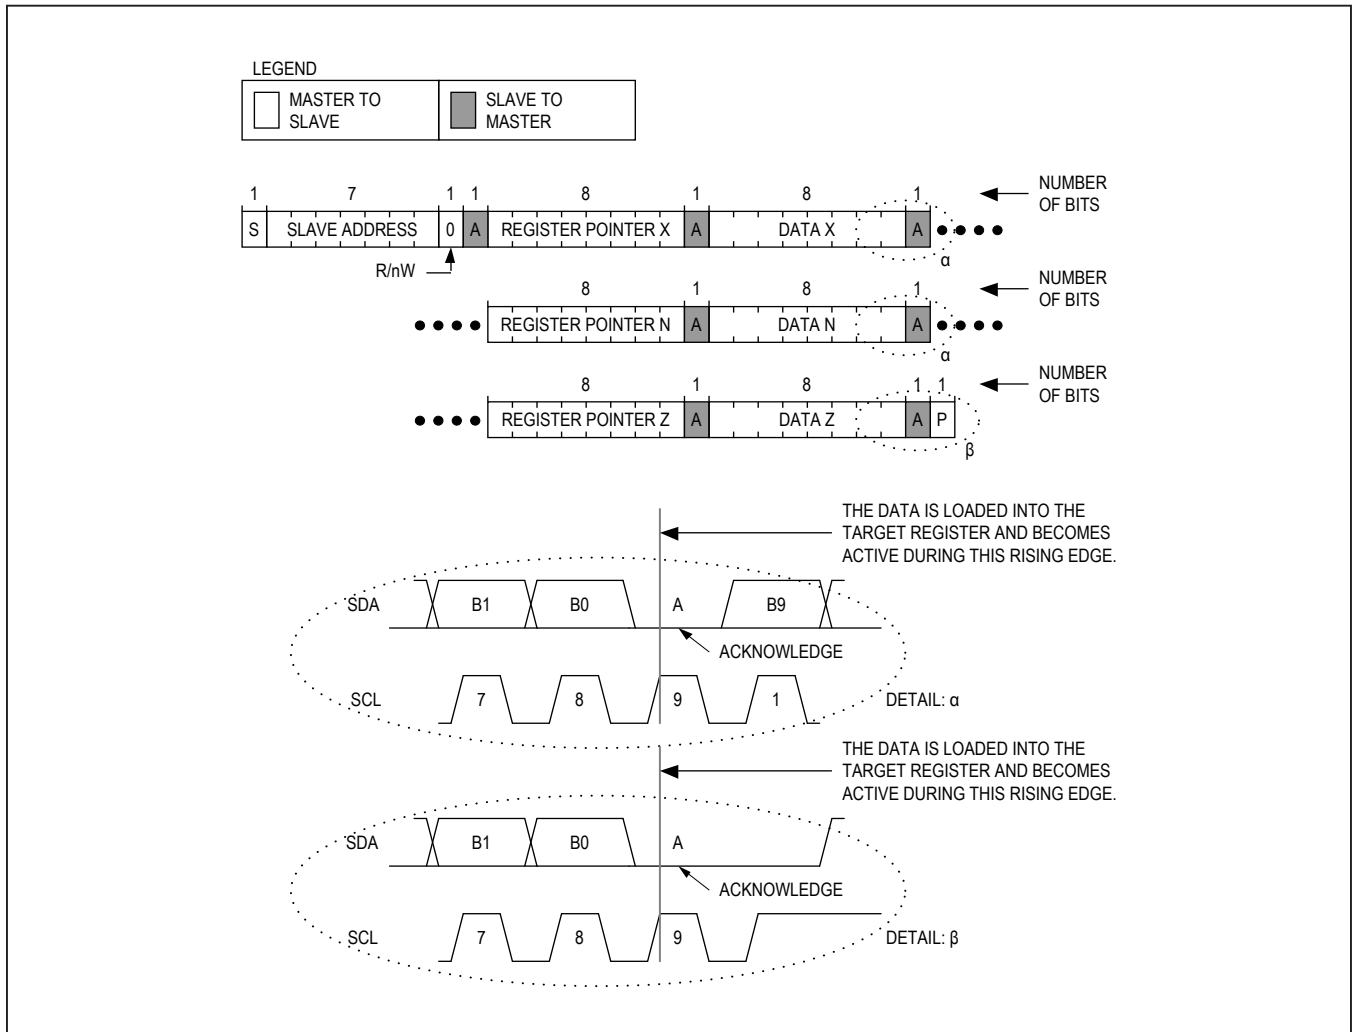 LEGEND
MASTER TO
SLAVE
SLAVE TO
MASTER
1 7 1 1 8 1 8 1
NUMBER
OF BITS
S SLAVE ADDRESS 0 A REGISTER POINTER X A DATA X A
α
R/nW
8 1 8 1
NUMBER
OF BITS
REGISTER POINTER N A DATA N A
α
8 1 8 1 1
NUMBER
OF BITS
REGISTER POINTER Z A DATA Z A P
β
THE DATA IS LOADED INTO THE
TARGET REGISTER AND BECOMES
ACTIVE DURING THIS RISING EDGE.
SDA B1 B0 A B9
ACKNOWLEDGE
SCL 7 8 9 1 DETAIL: α
THE DATA IS LOADED INTO THE
TARGET REGISTER AND BECOMES
ACTIVE DURING THIS RISING EDGE.
SDA B1 B0 A
ACKNOWLEDGE
SCL 7 8 9 DETAIL: β